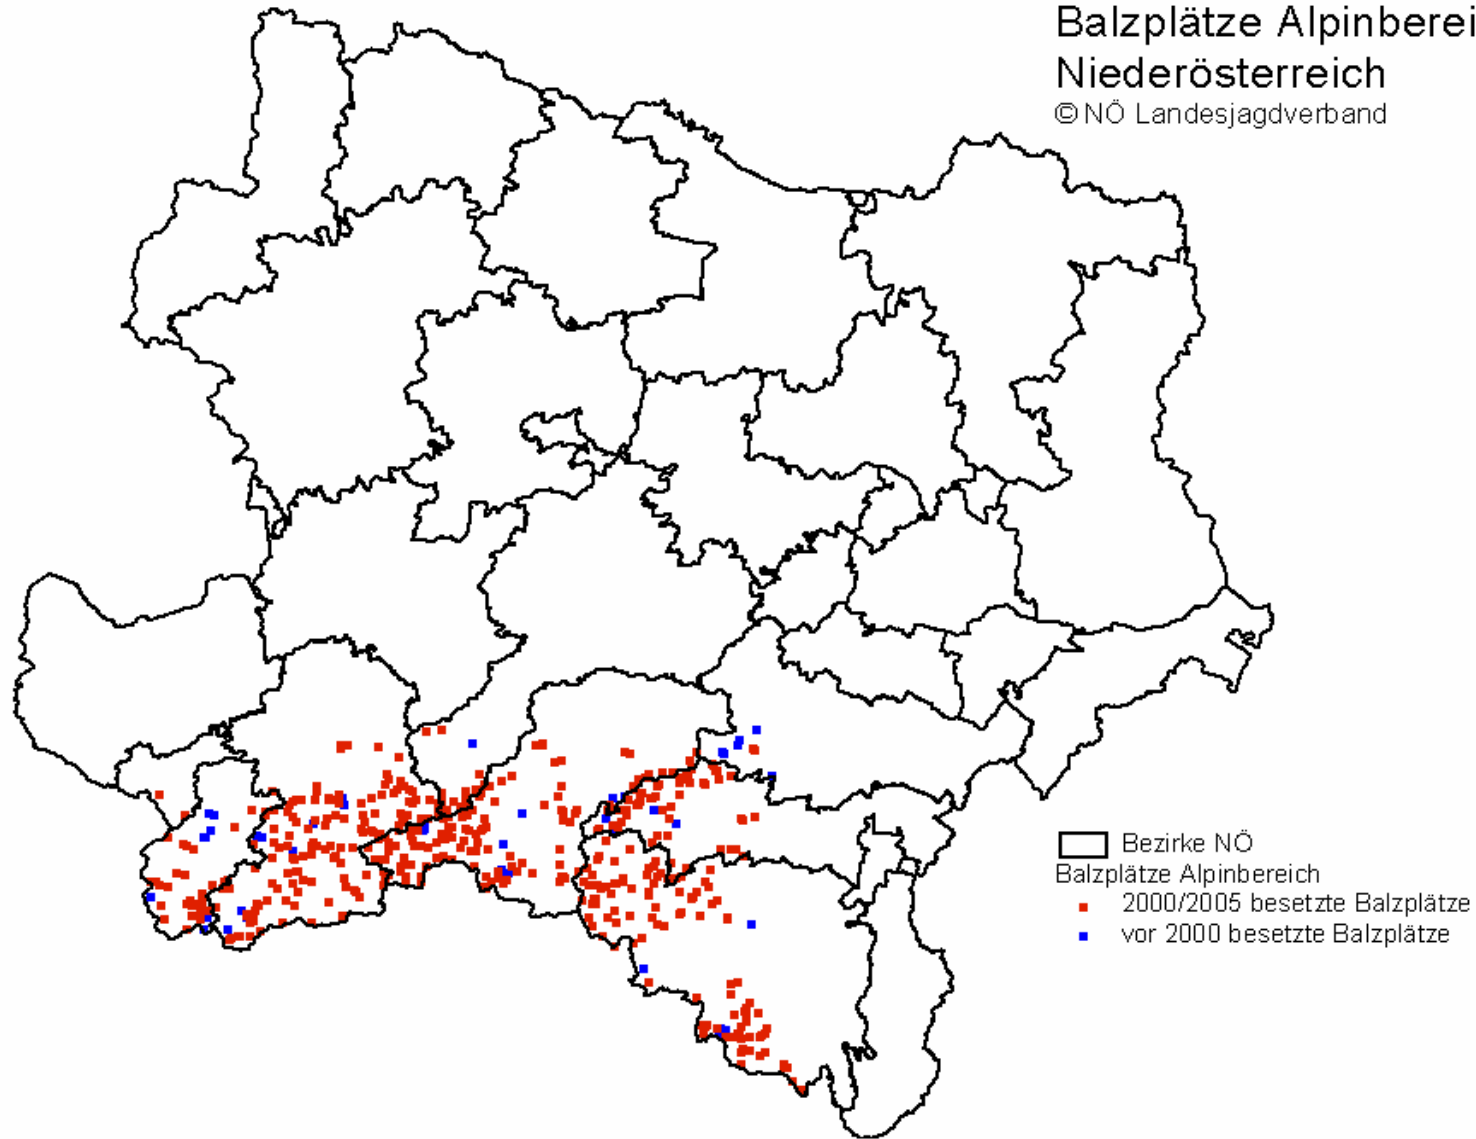 Balzplätze Alpinberei
Niederösterreich
© NÖ Landesjagdverband
Bezirke NÖ
Balzplätze Alpinbereich
2000/2005 besetzte Balzplätze
vor 2000 besetzte Balzplätze